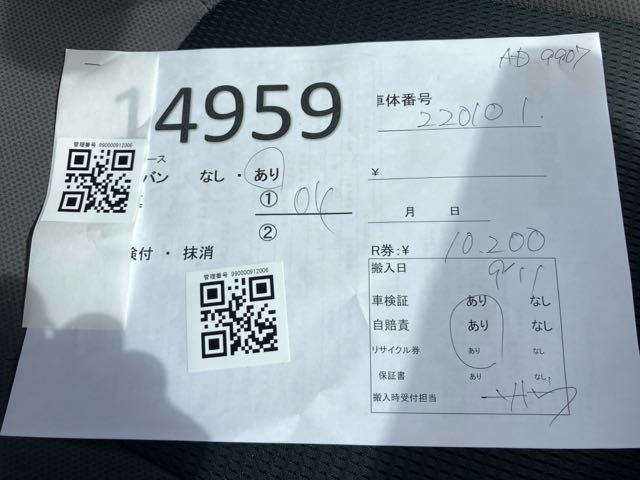 AD 9907
14959
車体番号
220101.
管理番号 990000912006
ース
バン なし・あり
¥
① 04
月 日
②
R券:¥ 10.200
検付・抹消
搬入日 9/11
管理番号 990000912006
車検証 あり なし
自賠責 あり なし
リサイクル券 あり なし
保証書 あり なし
搬入時受付担当